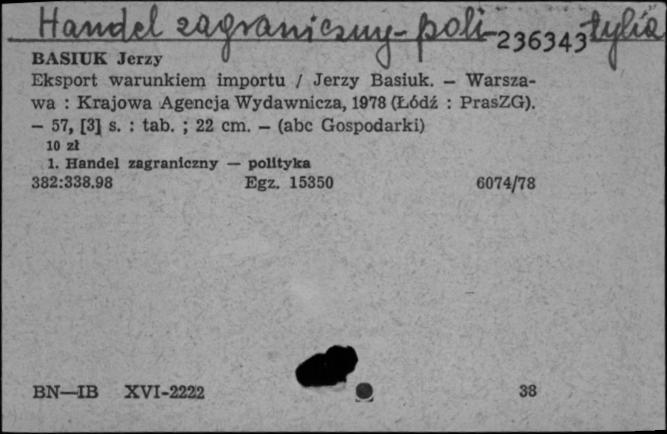 Handel zagraniczny - poli 236343 tyka
BASIUK Jerzy
Eksport warunkiem importu / Jerzy Basiuk. — Warsza-
wa : Krajowa Agencja Wydawnicza, 1978 (Łódź : PrasZG).
— 57, [3] s. : tab. ; 22 cm. — (abc Gospodarki)
10 zł
1. Handel zagraniczny — polityka
382:338.98 Egz. 15350 6074/78
BN—IB XVI-2222 38